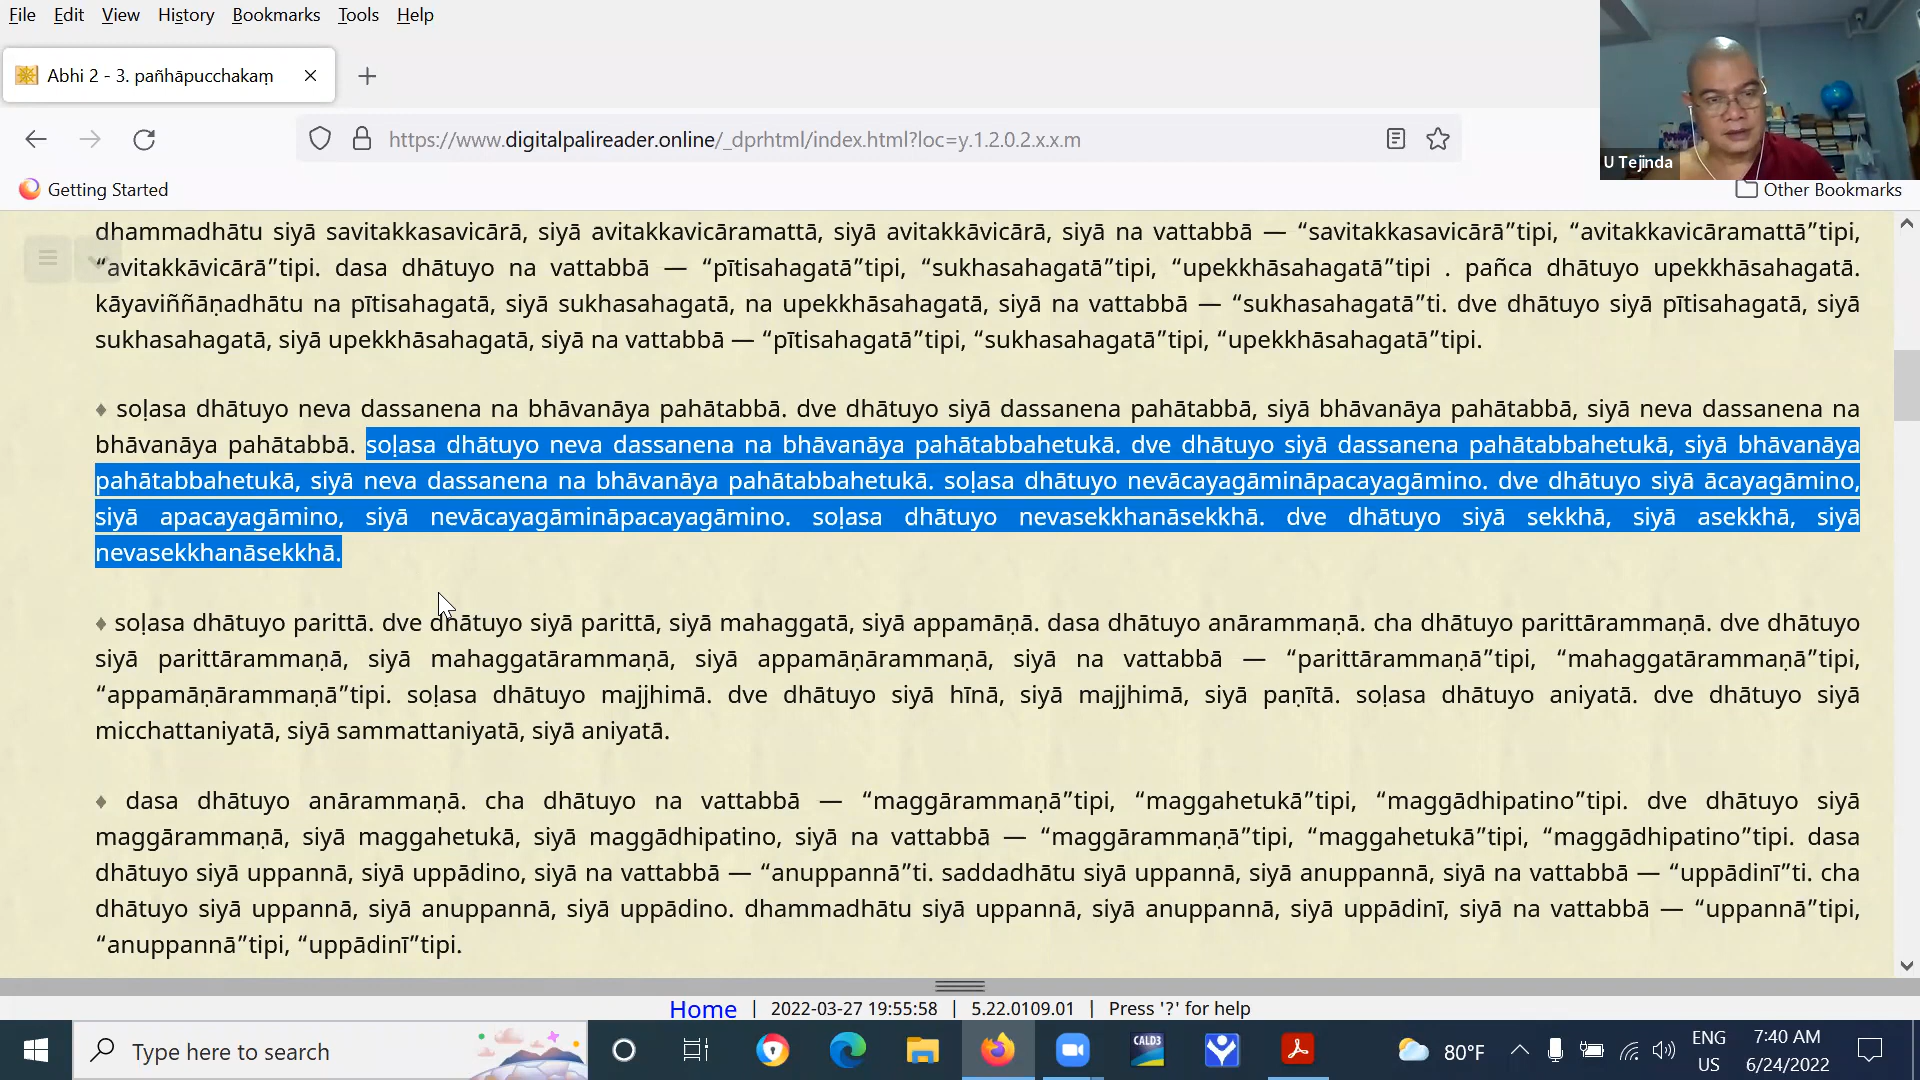 File Edit View History Bookmarks Tools Help
Abhi 2 - 3. pañhāpucchakaṃ
https://www.digitalpalireader.online/_dprhtml/index.html?loc=y.1.2.0.2.x.x.m
U Tejinda
Getting Started
Other Bookmarks
dhammadhātu siyā savitakkasavicārā, siyā avitakkavicāramattā, siyā avitakkāvicārā, siyā na vattabbā — “savitakkasavicārā”tipi, “avitakkavicāramattā”tipi,
“avitakkāvicārā”tipi. dasa dhātuyo na vattabbā — “pītisahagatā”tipi, “sukhasahagatā”tipi, “upekkhāsahagatā”tipi . pañca dhātuyo upekkhāsahagatā.
kāyaviññāṇadhātu na pītisahagatā, siyā sukhasahagatā, na upekkhāsahagatā, siyā na vattabbā — “sukhasahagatā”ti. dve dhātuyo siyā pītisahagatā, siyā
sukhasahagatā, siyā upekkhāsahagatā, siyā na vattabbā — “pītisahagatā”tipi, “sukhasahagatā”tipi, “upekkhāsahagatā”tipi.
♦ soḷasa dhātuyo neva dassanena na bhāvanāya pahātabbā. dve dhātuyo siyā dassanena pahātabbā, siyā bhāvanāya pahātabbā, siyā neva dassanena na
bhāvanāya pahātabbā. soḷasa dhātuyo neva dassanena na bhāvanāya pahātabbahetukā. dve dhātuyo siyā dassanena pahātabbahetukā, siyā bhāvanāya
pahātabbahetukā, siyā neva dassanena na bhāvanāya pahātabbahetukā. soḷasa dhātuyo nevācayagāmināpacayagāmino. dve dhātuyo siyā ācayagāmino,
siyā apacayagāmino, siyā nevācayagāmināpacayagāmino. soḷasa dhātuyo nevasekkhanāsekkhā. dve dhātuyo siyā sekkhā, siyā asekkhā, siyā
nevasekkhanāsekkhā.
♦ soḷasa dhātuyo parittā. dve dhātuyo siyā parittā, siyā mahaggatā, siyā appamāṇā. dasa dhātuyo anārammaṇā. cha dhātuyo parittārammaṇā. dve dhātuyo
siyā parittārammaṇā, siyā mahaggatārammaṇā, siyā appamāṇārammaṇā, siyā na vattabbā — “parittārammaṇā”tipi, “mahaggatārammaṇā”tipi,
“appamāṇārammaṇā”tipi. soḷasa dhātuyo majjhimā. dve dhātuyo siyā hīnā, siyā majjhimā, siyā paṇītā. soḷasa dhātuyo aniyatā. dve dhātuyo siyā
micchattaniyatā, siyā sammattaniyatā, siyā aniyatā.
♦ dasa dhātuyo anārammaṇā. cha dhātuyo na vattabbā — “maggārammaṇā”tipi, “maggahetukā”tipi, “maggādhipatino”tipi. dve dhātuyo siyā
maggārammaṇā, siyā maggahetukā, siyā maggādhipatino, siyā na vattabbā — “maggārammaṇā”tipi, “maggahetukā”tipi, “maggādhipatino”tipi. dasa
dhātuyo siyā uppannā, siyā uppādino, siyā na vattabbā — “anuppannā”ti. saddadhātu siyā uppannā, siyā anuppannā, siyā na vattabbā — “uppādinī”ti. cha
dhātuyo siyā uppannā, siyā anuppannā, siyā uppādino. dhammadhātu siyā uppannā, siyā anuppannā, siyā uppādinī, siyā na vattabbā — “uppannā”tipi,
“anuppannā”tipi, “uppādinī”tipi.
Home | 2022-03-27 19:55:58 | 5.22.0109.01 | Press '?' for help
Type here to search
CALD3
80°F
ENG
US
7:40 AM
6/24/2022